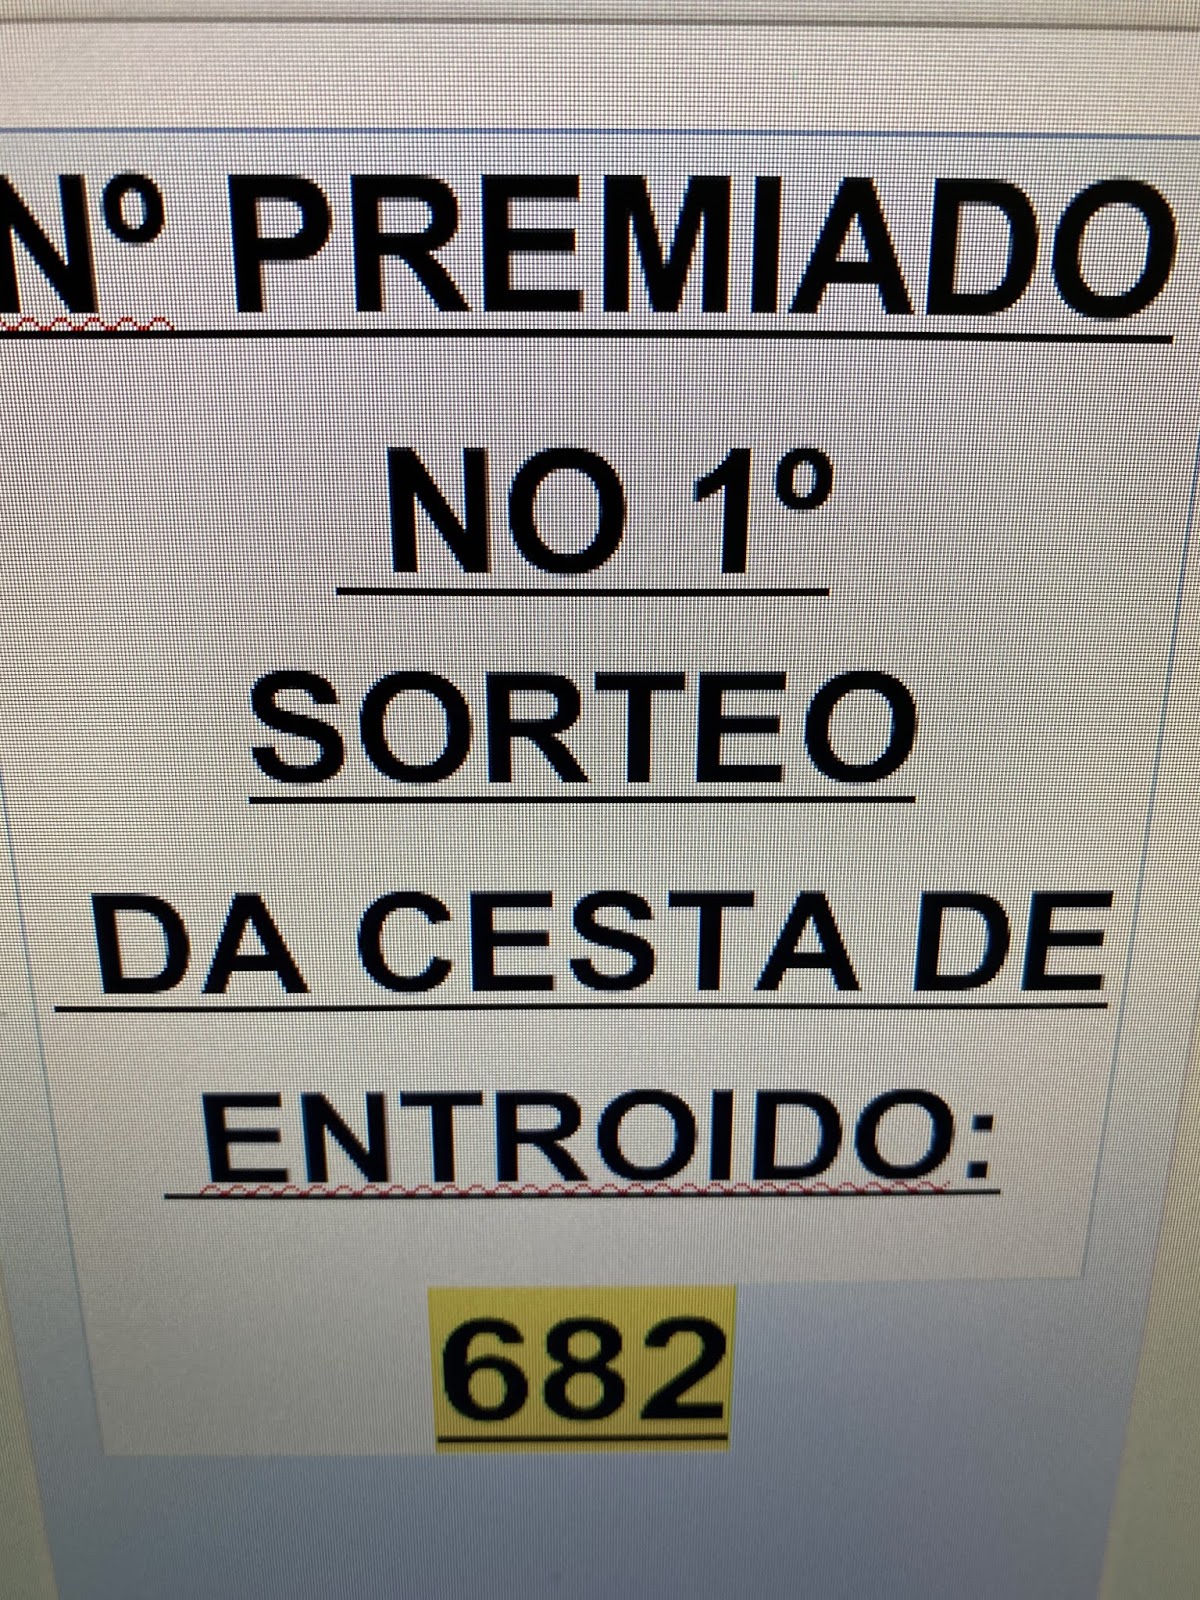 Nº PREMIADO
NO 1º
SORTEO
DA CESTA DE
ENTROIDO:
682